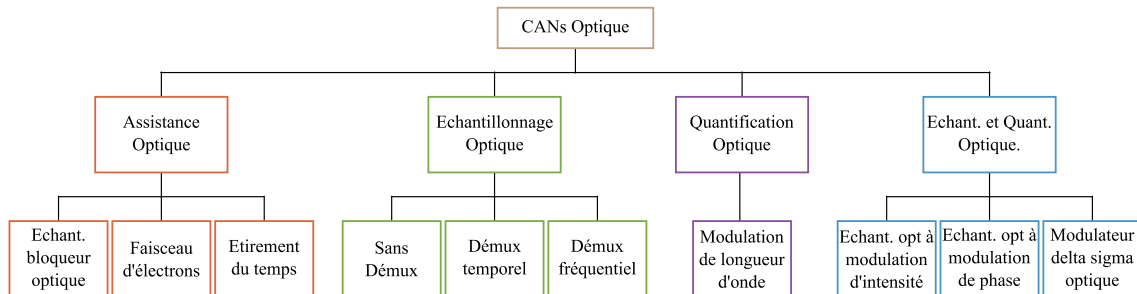 CANs Optique
Assistance
Optique
Echantillonnage
Optique
Quantification
Optique
Echant. et Quant.
Optique.
Echant.
bloqueur
optique
Faisceau
d'électrons
Etirement
du temps
Sans
Démux
Démux
temporel
Démux
fréquentiel
Modulation
de longueur
d'onde
Echant. opt à
modulation
d'intensité
Echant. opt à
modulation
de phase
Modulateur
delta sigma
optique